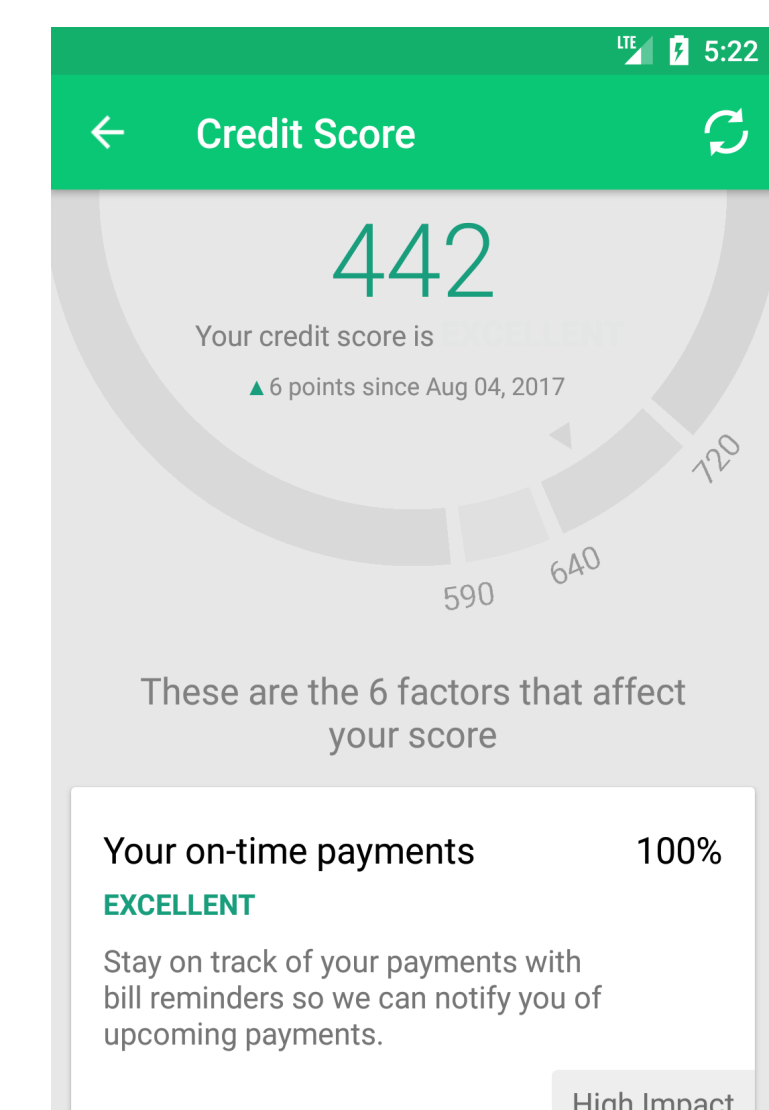 LTE 5:22
Credit Score
442
Your credit score is EXCELLENT
▲6 points since Aug 04, 2017
720
640
590
These are the 6 factors that affect
your score
Your on-time payments 100%
EXCELLENT
Stay on track of your payments with
bill reminders so we can notify you of
upcoming payments.
High Impact